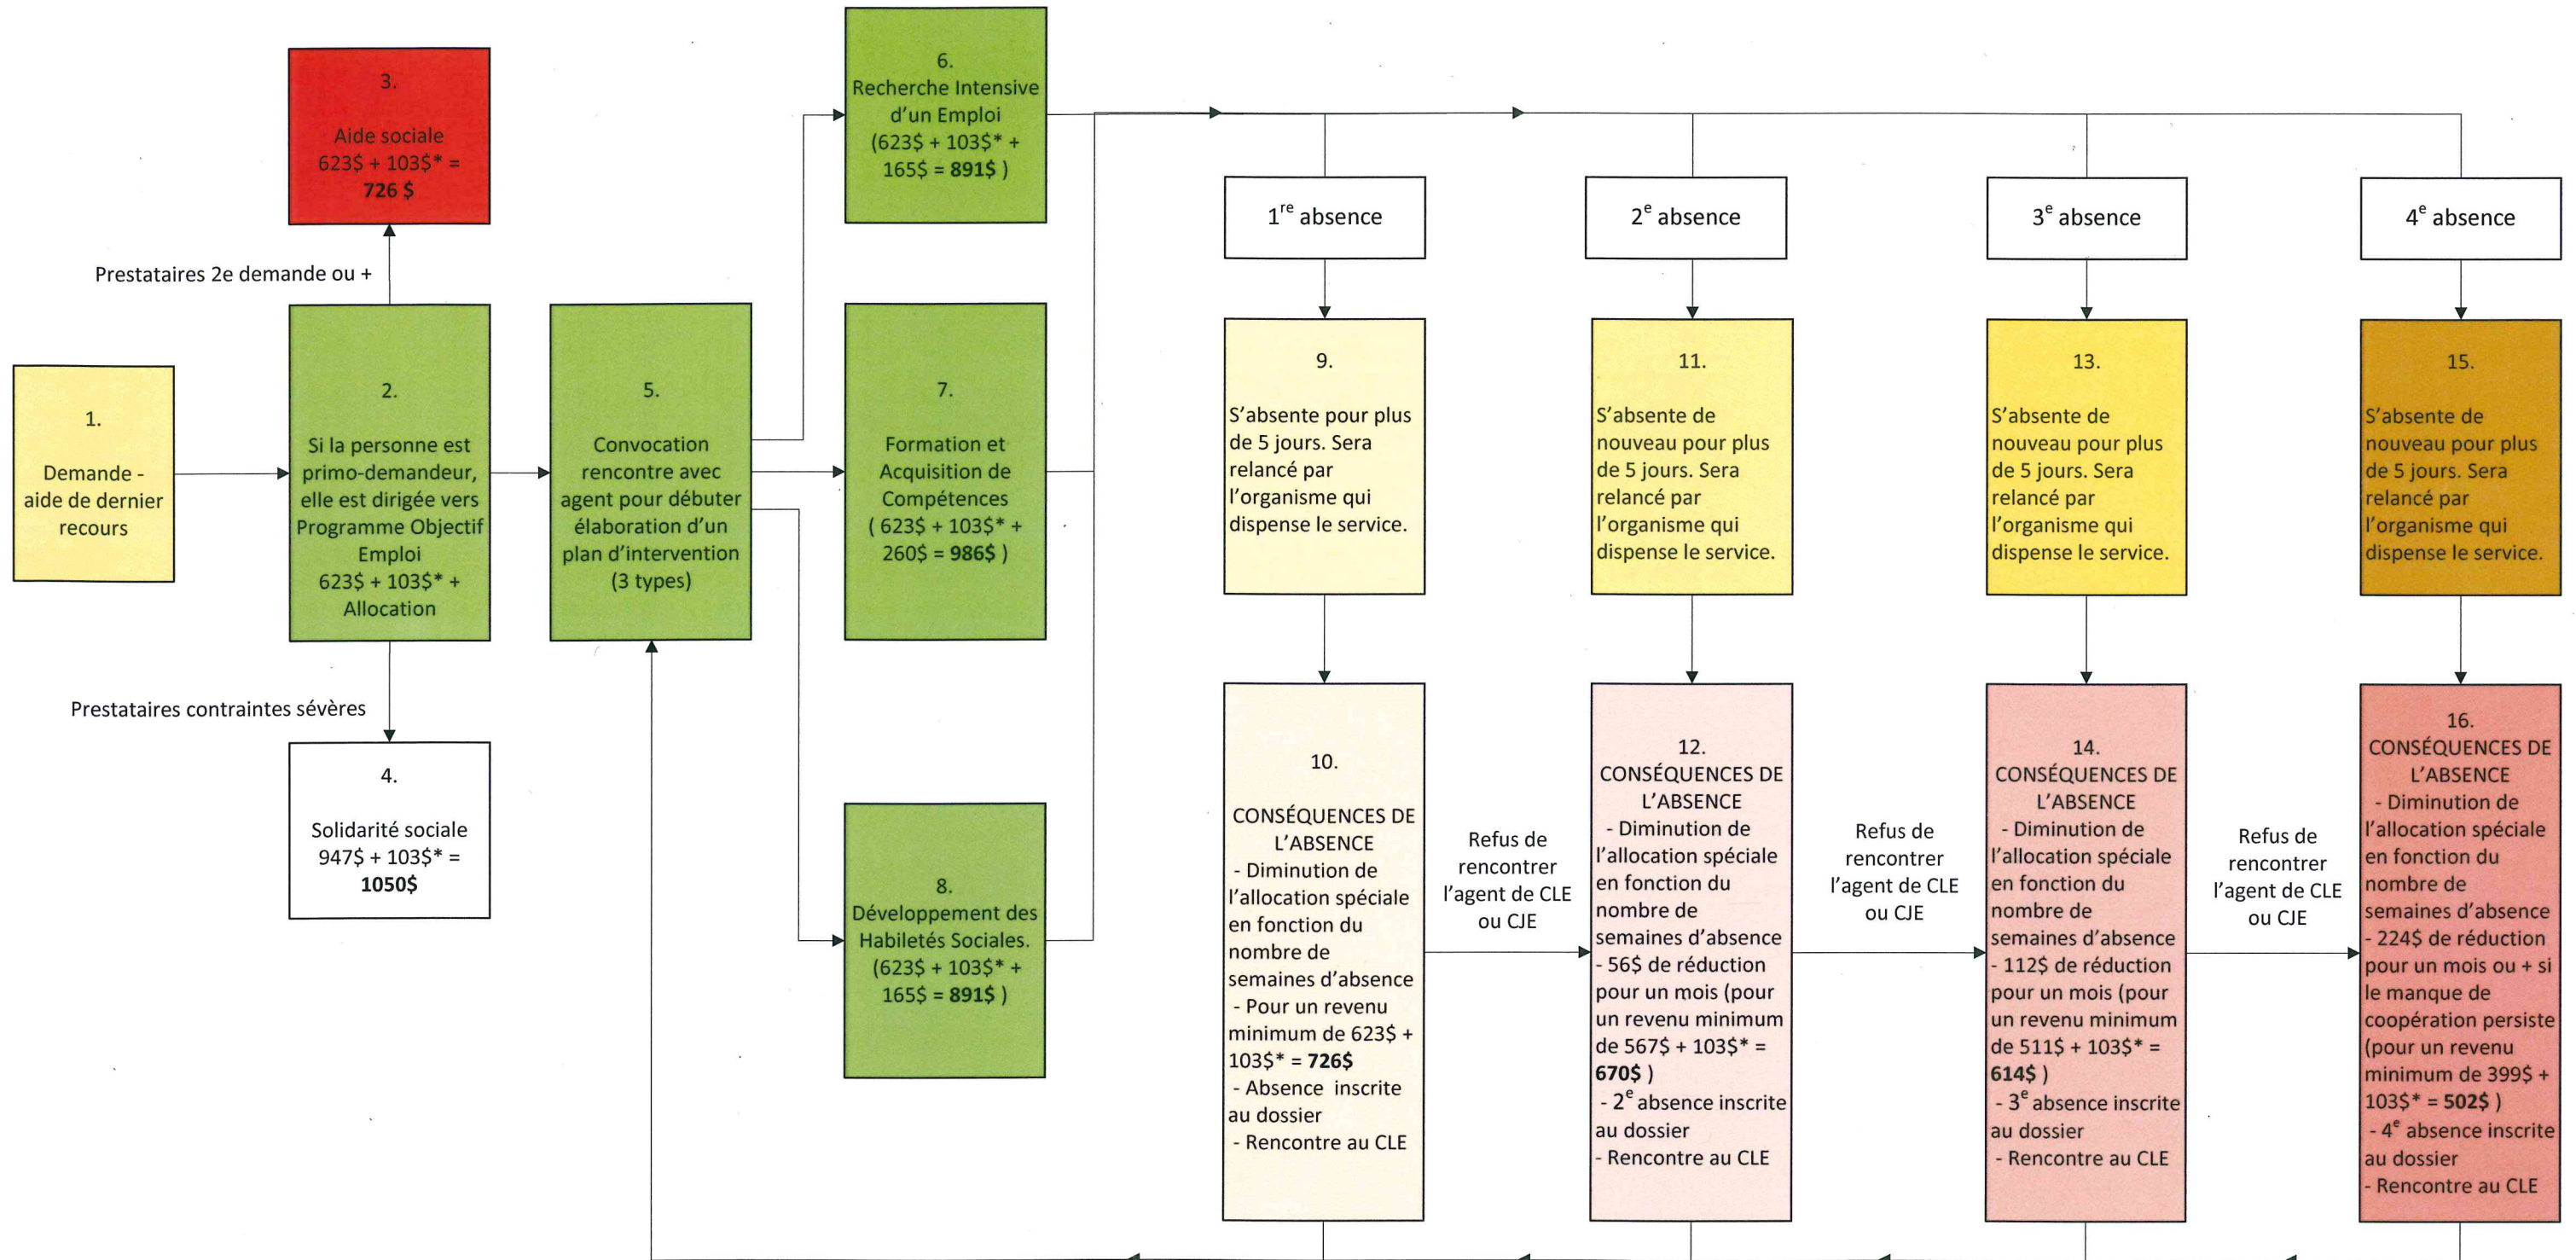 3.
Aide sociale
623$ + 103$* =
726 $
Prestataires 2e demande ou +
1.
Demande -
aide de dernier
recours
2.
Si la personne est
primo-demandeur,
elle est dirigée vers
Programme Objectif
Emploi
623$ + 103$* +
Allocation
Prestataires contraintes sévères
4.
Solidarité sociale
947$ + 103$* =
1050$
5.
Convocation
rencontre avec
agent pour débuter
élaboration d'un
plan d'intervention
(3 types)
6.
Recherche Intensive
d'un Emploi
(623$ + 103$* +
165$ = 891$ )
7.
Formation et
Acquisition de
Compétences
( 623$ + 103$* +
260$ = 986$ )
8.
Développement des
Habiletés Sociales.
(623$ + 103$* +
165$ = 891$ )
1re absence
9.
S'absente pour plus
de 5 jours. Sera
relancé par
l'organisme qui
dispense le service.
10.
CONSÉQUENCES DE
L'ABSENCE
- Diminution de
l'allocation spéciale
en fonction du
nombre de
semaines d'absence
- Pour un revenu
minimum de 623$ +
103$* = 726$
- Absence inscrite
au dossier
- Rencontre au CLE
Refus de
rencontrer
l'agent de CLE
ou CJE
2e absence
11.
S'absente de
nouveau pour plus
de 5 jours. Sera
relancé par
l'organisme qui
dispense le service.
12.
CONSÉQUENCES DE
L'ABSENCE
- Diminution de
l'allocation spéciale
en fonction du
nombre de
semaines d'absence
- 56$ de réduction
pour un mois (pour
un revenu minimum
de 567$ + 103$* =
670$ )
- 2e absence inscrite
au dossier
- Rencontre au CLE
Refus de
rencontrer
l'agent de CLE
ou CJE
3e absence
13.
S'absente de
nouveau pour plus
de 5 jours. Sera
relancé par
l'organisme qui
dispense le service.
14.
CONSÉQUENCES DE
L'ABSENCE
- Diminution de
l'allocation spéciale
en fonction du
nombre de
semaines d'absence
- 112$ de réduction
pour un mois (pour
un revenu minimum
de 511$ + 103$* =
614$ )
- 3e absence inscrite
au dossier
- Rencontre au CLE
Refus de
rencontrer
l'agent de CLE
ou CJE
4e absence
15.
S'absente de
nouveau pour plus
de 5 jours. Sera
relancé par
l'organisme qui
dispense le service.
16.
CONSÉQUENCES DE
L'ABSENCE
- Diminution de
l'allocation spéciale
en fonction du
nombre de
semaines d'absence
- 224$ de réduction
pour un mois ou + si
le manque de
coopération persiste
(pour un revenu
minimum de 399$ +
103$* = 502$ )
- 4e absence inscrite
au dossier
- Rencontre au CLE